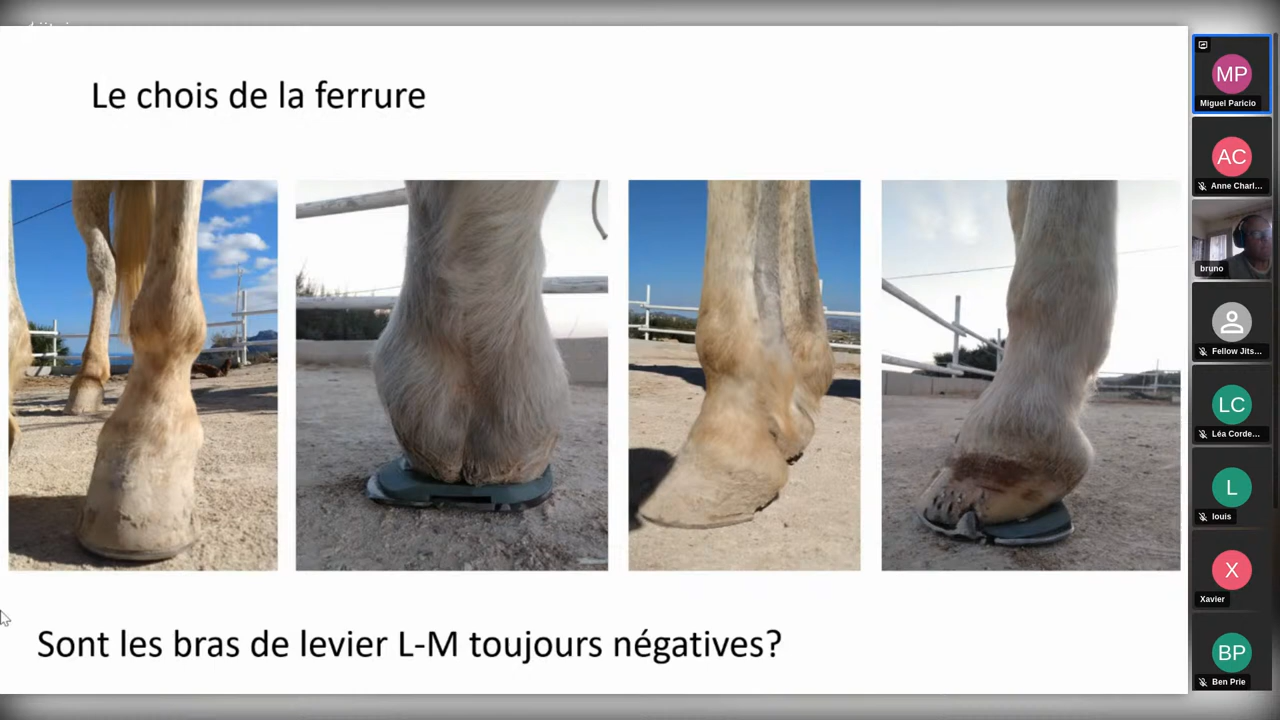 Le chois de la ferrure
Sont les bras de levier L-M toujours négatives?
MP
Miguel Paricio
AC
Anne Charl...
bruno
Fellow Jits...
LC
Léa Corde...
L
louis
X
Xavier
BP
Ben Prie